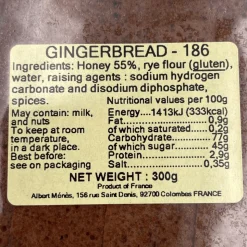 GINGERBREAD - 186
Ingredients: Honey 55%, rye flour (gluten),
water, raising agents : sodium hydrogen
carbonate and disodium diphosphate,
spices.
May contain: milk,
and nuts
To keep at room
temperature,
in a dark place.
Best before:
see on packaging
Nutritional values per 100g
Energy....1413kJ (333kcal)
Fat..................0,9g
of which saturated....0,2g
Carbohydrate..........77g
of which sugar........45g
Protein...............2,9g
Salt..................0,35g
NET WEIGHT: 300g
Product of France
Albert Ménès, 156 rue Saint Denis, 92700 Colombes FRANCE